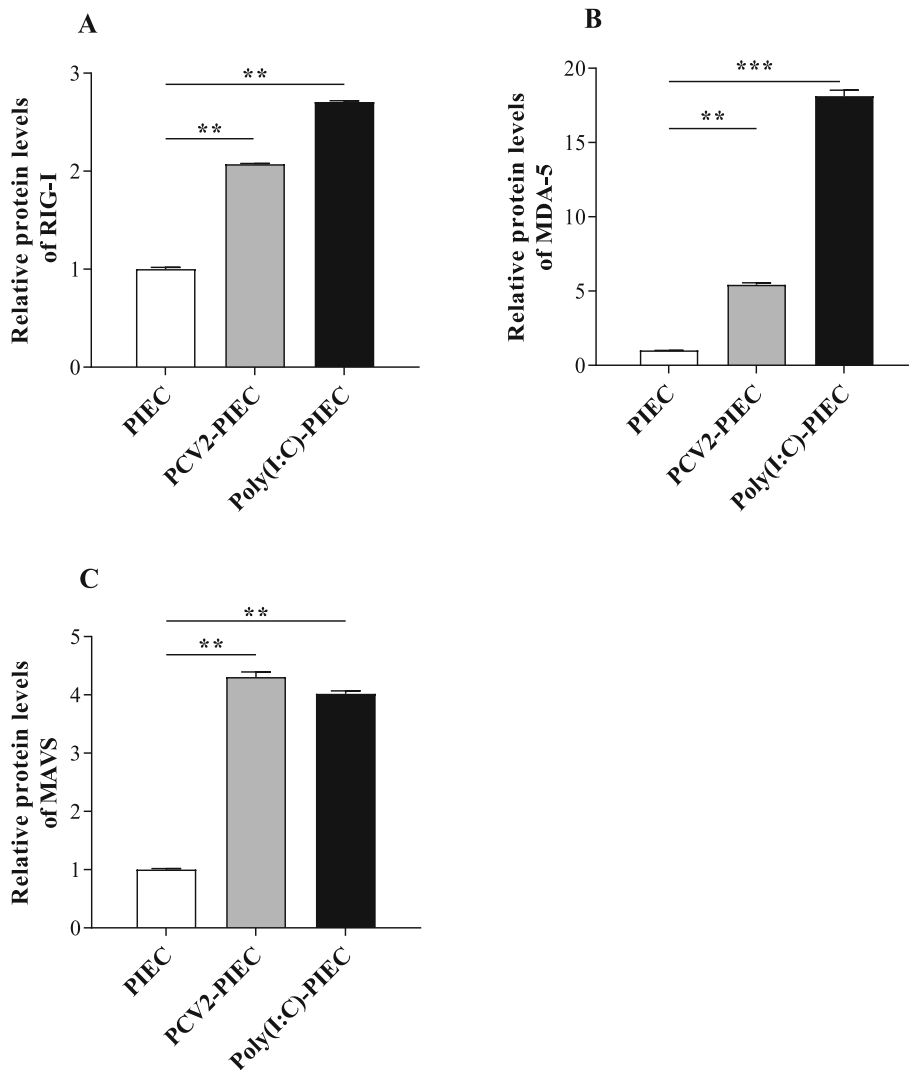 A
Relative protein levels
of RIG-I
3
2
1
0
**
**
PIEC
PCV2-PIEC
Poly(I:C)-PIEC
B
Relative protein levels
of MDA-5
20
15
10
5
0
***
**
PIEC
PCV2-PIEC
Poly(I:C)-PIEC
C
Relative protein levels
of MAVS
5
4
3
2
1
0
**
**
PIEC
PCV2-PIEC
Poly(I:C)-PIEC